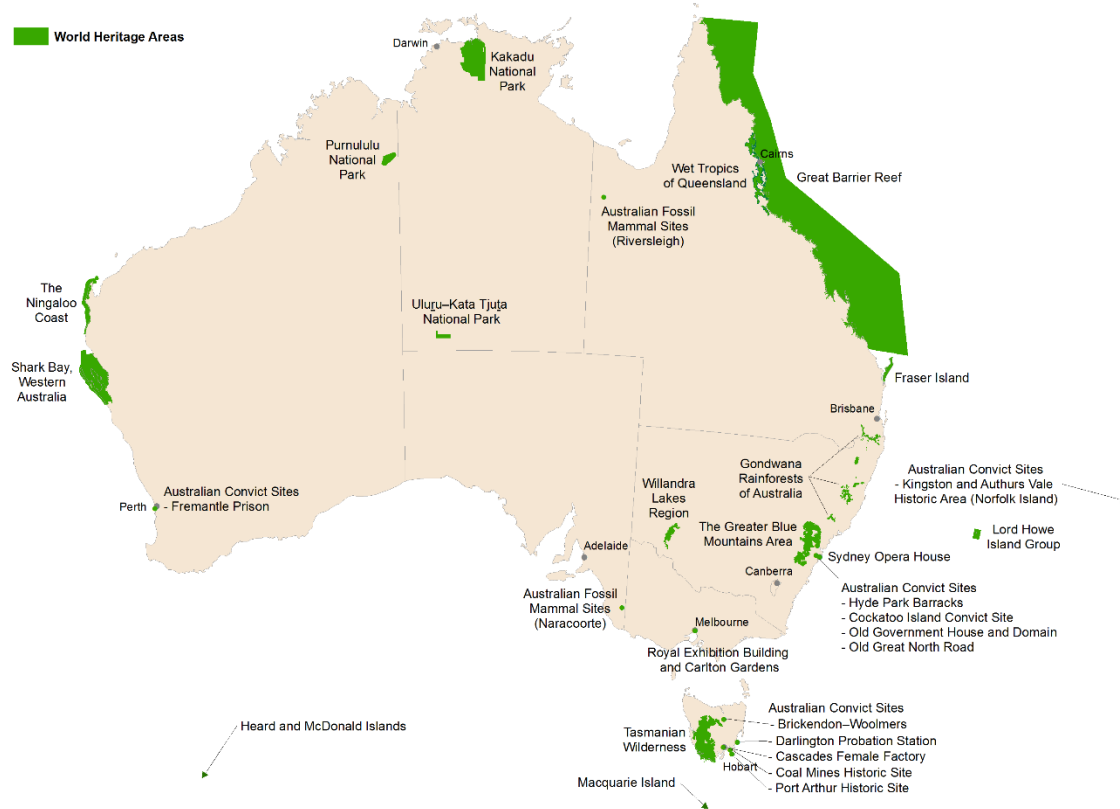 World Heritage Areas
Darwin
Kakadu
National
Park
Purnululu
National
Park
Cairns
Wet Tropics
of Queensland
Great Barrier Reef
Australian Fossil
Mammal Sites
(Riversleigh)
The
Ningaloo
Coast
Uluṟu–Kata Tjuṯa
National Park
Shark Bay,
Western
Australia
Fraser Island
Brisbane
Gondwana
Rainforests
of Australia
Australian Convict Sites
- Kingston and Authurs Vale
Historic Area (Norfolk Island)
Willandra
Lakes
Region
Perth
Australian Convict Sites
- Fremantle Prison
The Greater Blue
Mountains Area
Lord Howe
Island Group
Adelaide
Sydney Opera House
Canberra
Australian Convict Sites
- Hyde Park Barracks
- Cockatoo Island Convict Site
- Old Government House and Domain
- Old Great North Road
Australian Fossil
Mammal Sites
(Naracoorte)
Melbourne
Royal Exhibition Building
and Carlton Gardens
Heard and McDonald Islands
Tasmanian
Wilderness
Australian Convict Sites
- Brickendon–Woolmers
- Darlington Probation Station
- Cascades Female Factory
- Coal Mines Historic Site
- Port Arthur Historic Site
Hobart
Macquarie Island